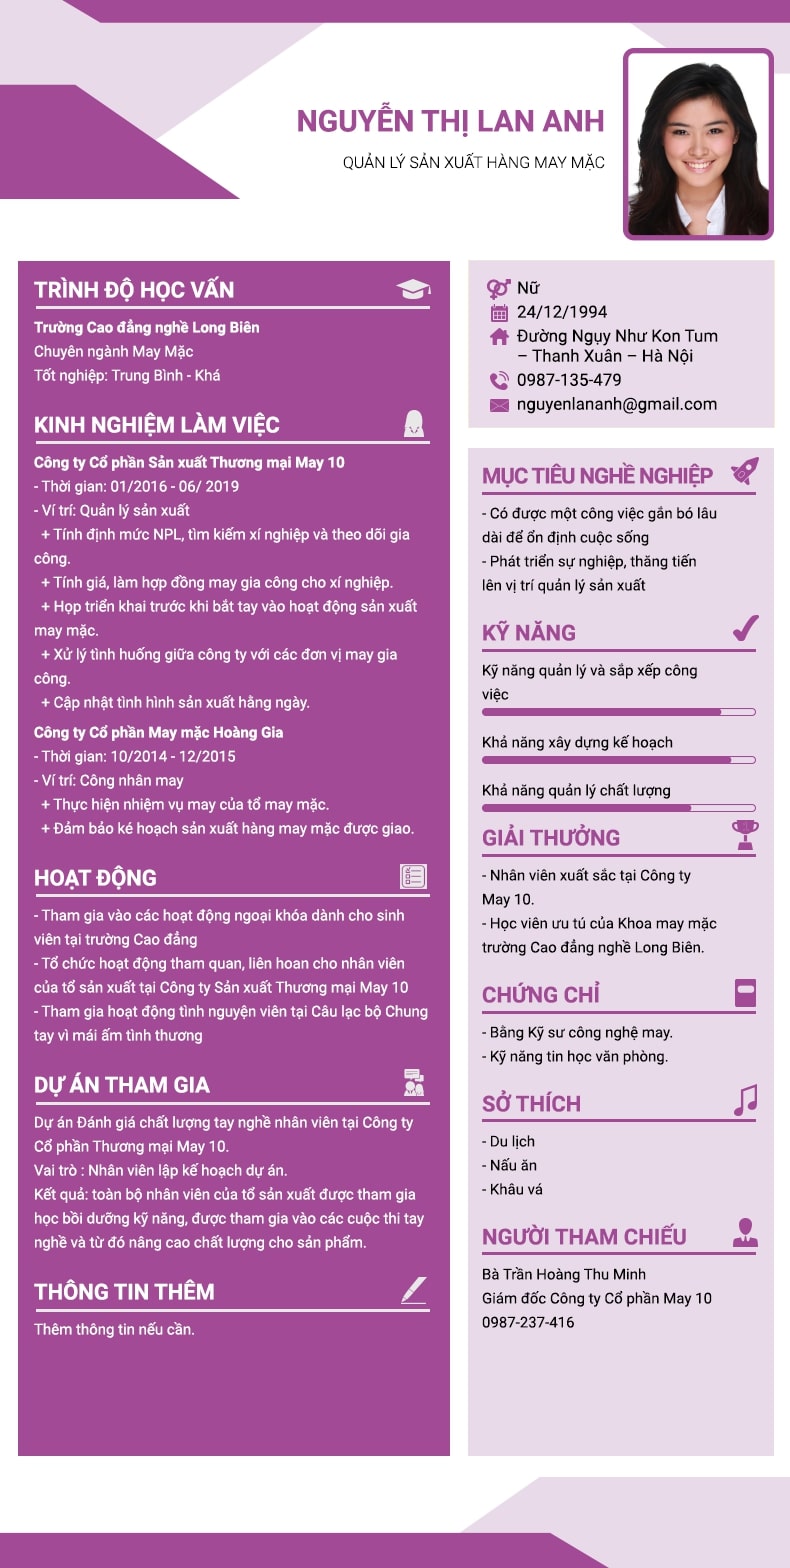 NGUYỄN THỊ LAN ANH
QUẢN LÝ SẢN XUẤT HÀNG MAY MẶC
TRÌNH ĐỘ HỌC VẤN
Trường Cao đẳng nghề Long Biên
Chuyên ngành May Mặc
Tốt nghiệp: Trung Bình - Khá
KINH NGHIỆM LÀM VIỆC
Công ty Cổ phần Sản xuất Thương mại May 10
- Thời gian: 01/2016 - 06/ 2019
- Ví trí: Quản lý sản xuất
+ Tính định mức NPL, tìm kiếm xí nghiệp và theo dõi gia
công.
+ Tính giá, làm hợp đồng may gia công cho xí nghiệp.
+ Họp triển khai trước khi bắt tay vào hoạt động sản xuất
may mặc.
+ Xử lý tình huống giữa công ty với các đơn vị may gia
công.
+ Cập nhật tình hình sản xuất hằng ngày.
Công ty Cổ phần May mặc Hoàng Gia
- Thời gian: 10/2014 - 12/2015
- Ví trí: Công nhân may
+ Thực hiện nhiệm vụ may của tổ may mặc.
+ Đảm bảo ké hoạch sản xuất hàng may mặc được giao.
HOẠT ĐỘNG
- Tham gia vào các hoạt động ngoại khóa dành cho sinh
viên tại trường Cao đẳng
- Tổ chức hoạt động tham quan, liên hoan cho nhân viên
của tổ sản xuất tại Công ty Sản xuất Thương mại May 10
- Tham gia hoạt động tình nguyện viên tại Câu lạc bộ Chung
tay vì mái ấm tình thương
DỰ ÁN THAM GIA
Dự án Đánh giá chất lượng tay nghề nhân viên tại Công ty
Cổ phần Thương mại May 10.
Vai trò : Nhân viên lập kế hoạch dự án.
Kết quả: toàn bộ nhân viên của tổ sản xuất được tham gia
học bồi dưỡng kỹ năng, được tham gia vào các cuộc thi tay
nghề và từ đó nâng cao chất lượng cho sản phẩm.
THÔNG TIN THÊM
Thêm thông tin nếu cần.
Nữ
24/12/1994
Đường Ngụy Như Kon Tum
– Thanh Xuân – Hà Nội
0987-135-479
nguyenlananh@gmail.com
MỤC TIÊU NGHỀ NGHIỆP
- Có được một công việc gắn bó lâu
dài để ổn định cuộc sống
- Phát triển sự nghiệp, thăng tiến
lên vị trí quản lý sản xuất
KỸ NĂNG
Kỹ năng quản lý và sắp xếp công
việc
Khả năng xây dựng kế hoạch
Khả năng quản lý chất lượng
GIẢI THƯỞNG
- Nhân viên xuất sắc tại Công ty
May 10.
- Học viên ưu tú của Khoa may mặc
trường Cao đẳng nghề Long Biên.
CHỨNG CHỈ
- Bằng Kỹ sư công nghệ may.
- Kỹ năng tin học văn phòng.
SỞ THÍCH
- Du lịch
- Nấu ăn
- Khâu vá
NGƯỜI THAM CHIẾU
Bà Trần Hoàng Thu Minh
Giám đốc Công ty Cổ phần May 10
0987-237-416